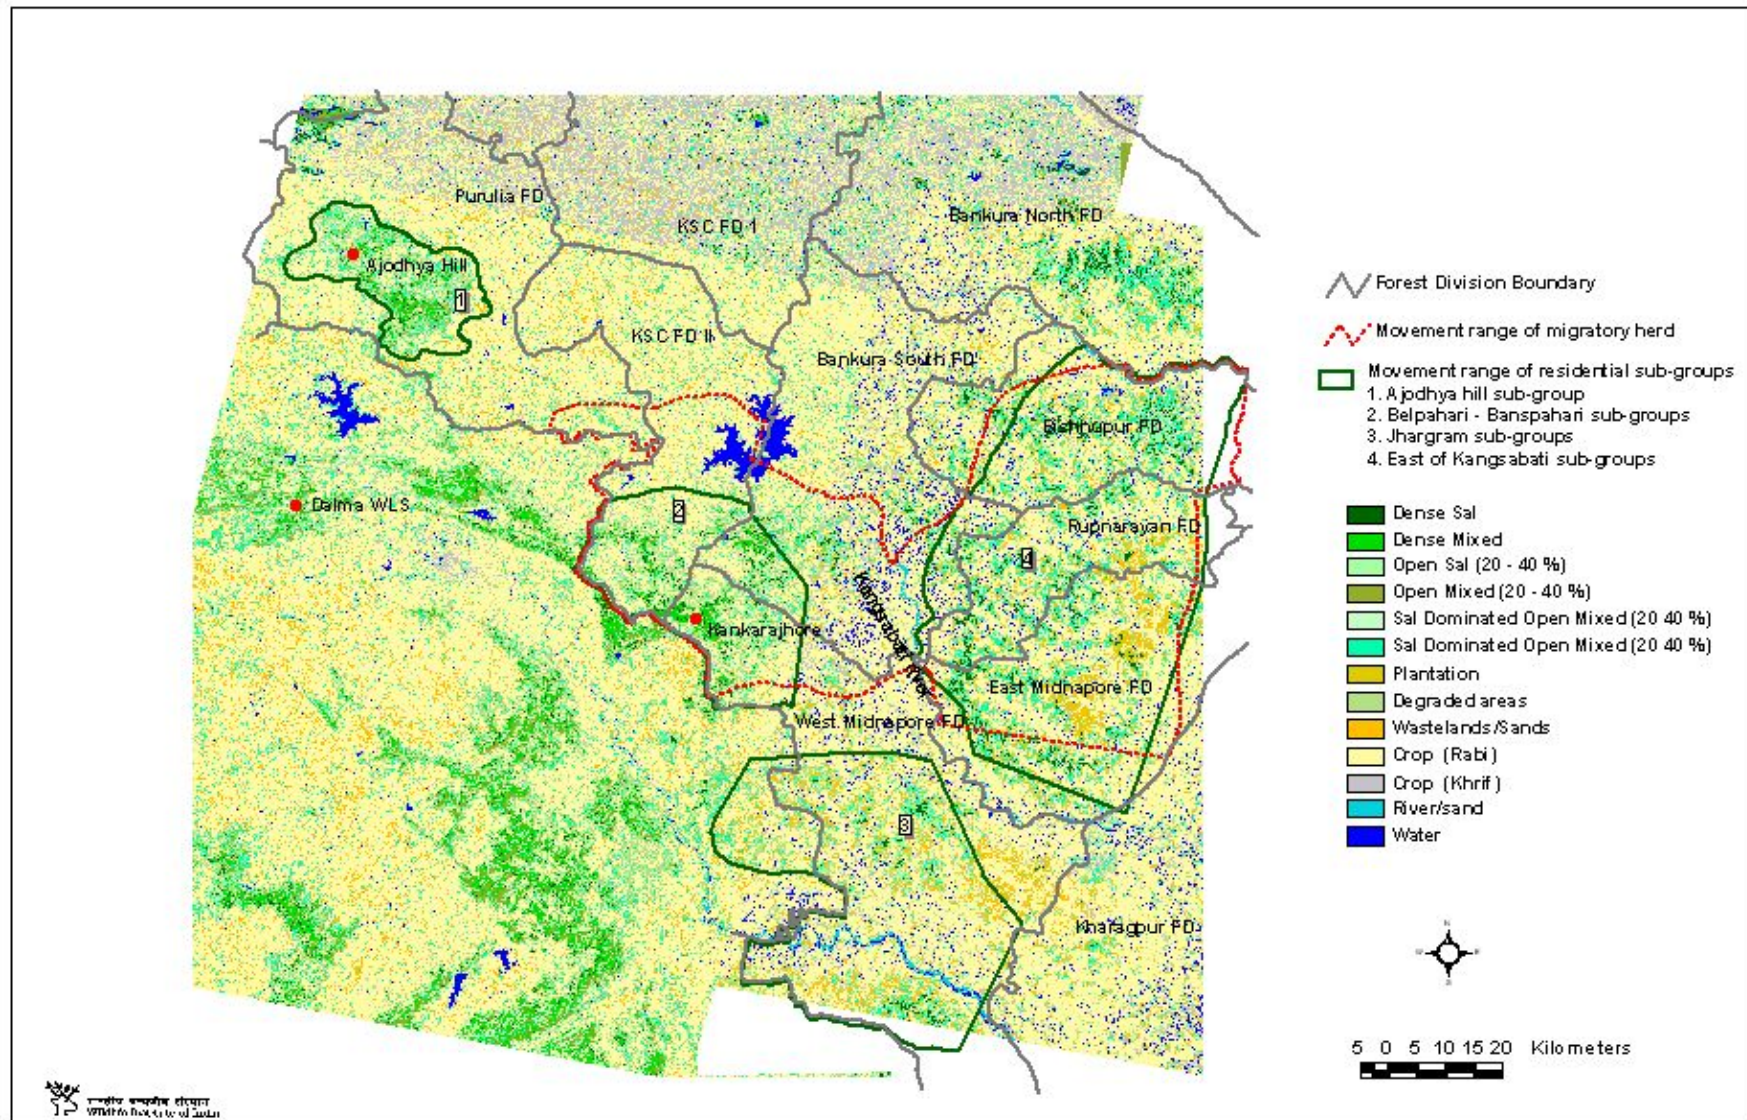 Purulia FD
KSC FD I
Bankura North FD
Ajodhya Hill
1
KSC FD II
Bankura South FD
Bishnupur FD
Dalma WLS
2
Rupnarayan FD
4
Kankarajhore
Kangsabati River
East Midnapore FD
West Midnapore FD
3
Kharagpur FD
Forest Division Boundary
Movement range of migratory herd
Movement range of residential sub-groups
1. Ajodhya hill sub-group
2. Belpahari - Banspahari sub-groups
3. Jhargram sub-groups
4. East of Kangsabati sub-groups
Dense Sal
Dense Mixed
Open Sal (20 - 40 %)
Open Mixed (20 - 40 %)
Sal Dominated Open Mixed (20 40 %)
Sal Dominated Open Mixed (20 40 %)
Plantation
Degraded areas
Wastelands/Sands
Crop (Rabi)
Crop (Khrif)
River/sand
Water
5 0 5 10 15 20 Kilometers
Wildlife Institute of India